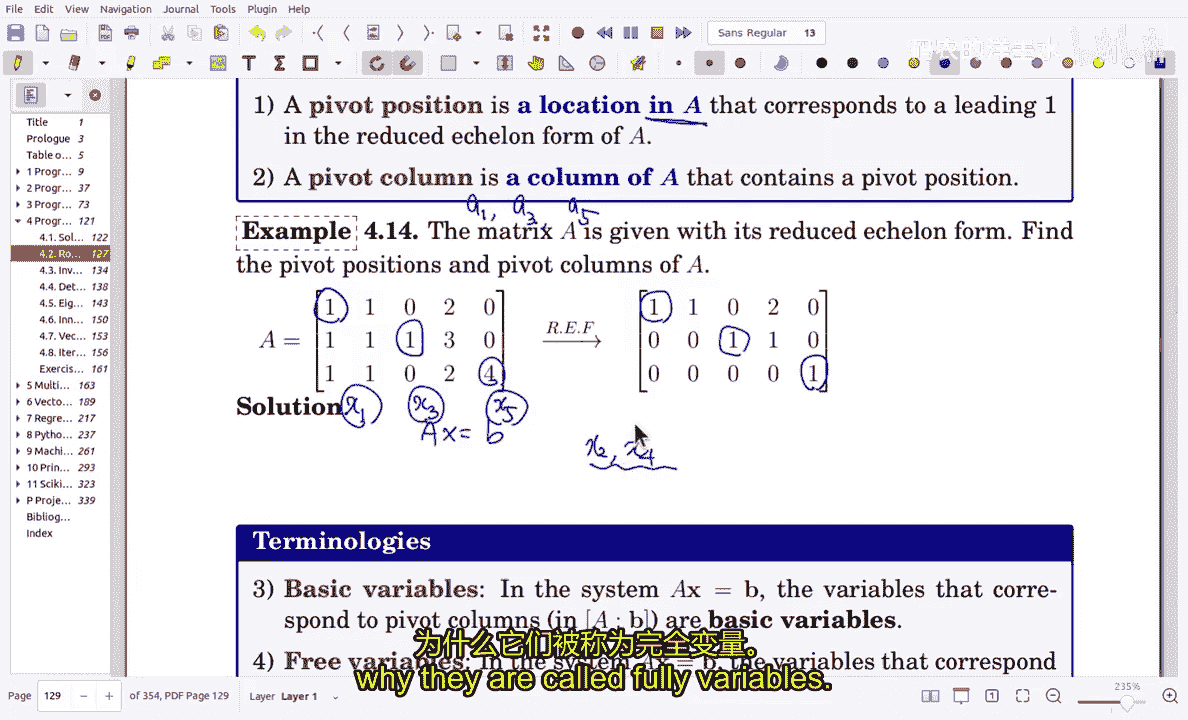 File Edit View Navigation Journal Tools Plugin Help
Sans Regular 13
Title 1
Prologue 3
Table o... 5
1 Progr... 9
2 Progr... 37
3 Progr... 73
4 Progr... 121
4.1. Sol... 122
4.2. Ro... 127
4.3. Inv... 134
4.4. Det... 138
4.5. Eig... 143
4.6. Inn... 150
4.7. Vec... 153
4.8. Iter... 156
Exercis... 161
5 Multi... 163
6 Vecto... 189
7 Regre... 217
8 Pytho... 237
9 Machi... 261
10 Prin... 293
11 Sciki... 323
P Proje... 339
Bibliog...
Index
1) A pivot position is a location in A that corresponds to a leading 1
in the reduced echelon form of A.
2) A pivot column is a column of A that contains a pivot position.
a₁, a₃, a₅
Example 4.14. The matrix A is given with its reduced echelon form. Find
the pivot positions and pivot columns of A.
1 1 0 2 0 1 1 0 2 0
A = 1 1 1 3 0 R.E.F 0 0 1 1 0
1 1 0 2 4 0 0 0 0 1
Solution x₁ x₃ x₅
Ax = b
x₂, x₄
Terminologies
3) Basic variables: In the system Ax = b, the variables that corre-
spond to pivot columns (in [A : b]) are basic variables.
4) Free variables: In the system Ax = b, the variables that correspond
为什么它们被称为完全变量。
why they are called fully variables.
Page 129 of 354, PDF Page 129 Layer Layer 1 235%